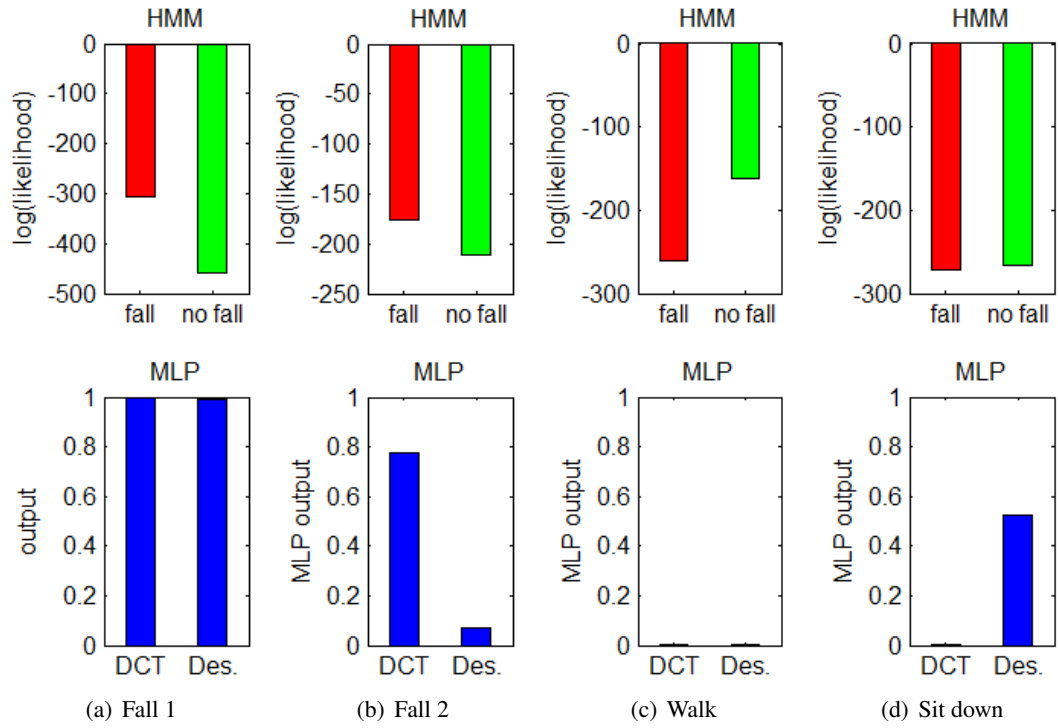 HMM
0
-100
-200
-300
-400
-500
log(likelihood)
fall no fall
HMM
0
-50
-100
-150
-200
-250
log(likelihood)
fall no fall
HMM
0
-100
-200
-300
log(likelihood)
fall no fall
HMM
0
-100
-200
-300
log(likelihood)
fall no fall
MLP
1
0.8
0.6
0.4
0.2
0
output
DCT Des.
MLP
1
0.8
0.6
0.4
0.2
0
MLP output
DCT Des.
MLP
1
0.8
0.6
0.4
0.2
0
MLP output
DCT Des.
MLP
1
0.8
0.6
0.4
0.2
0
MLP output
DCT Des.
(a) Fall 1
(b) Fall 2
(c) Walk
(d) Sit down